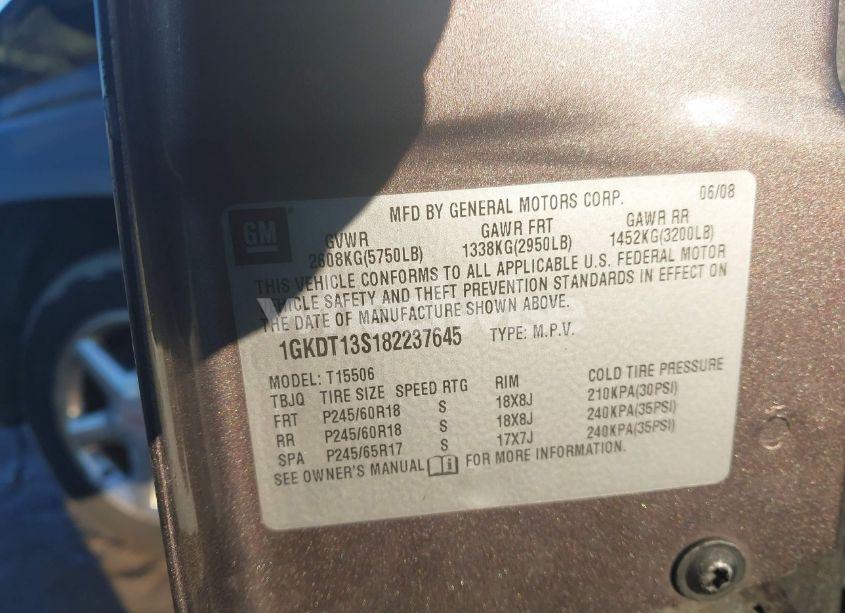 GM
MFD BY GENERAL MOTORS CORP. 06/08
GVWR GAWR FRT GAWR RR
2608KG(5750LB) 1338KG(2950LB) 1452KG(3200LB)
THIS VEHICLE CONFORMS TO ALL APPLICABLE U.S. FEDERAL MOTOR
VEHICLE SAFETY AND THEFT PREVENTION STANDARDS IN EFFECT ON
THE DATE OF MANUFACTURE SHOWN ABOVE.
1GKDT13S182237645 TYPE: M.P.V.
MODEL: T15506
TBJQ TIRE SIZE SPEED RTG RIM COLD TIRE PRESSURE
FRT P245/60R18 S 18X8J 210KPA(30PSI)
RR P245/60R18 S 18X8J 240KPA(35PSI)
SPA P245/65R17 S 17X7J 240KPA(35PSI)
SEE OWNER'S MANUAL FOR MORE INFORMATION.